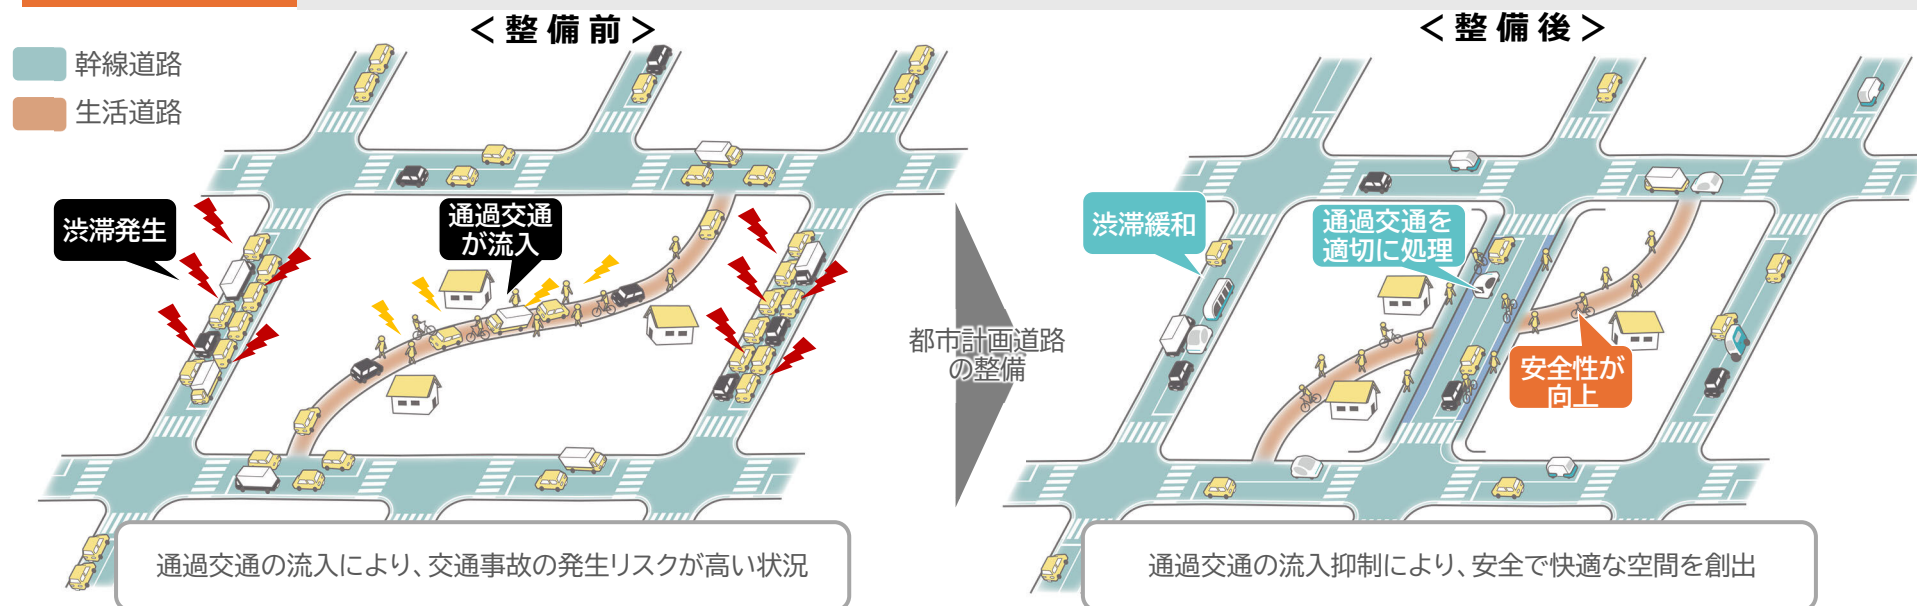 ＜整備前＞
＜整備後＞
幹線道路
生活道路
渋滞発生
通過交通
が流入
都市計画道路
の整備
渋滞緩和
通過交通を
適切に処理
安全性が
向上
通過交通の流入により、交通事故の発生リスクが高い状況
通過交通の流入抑制により、安全で快適な空間を創出